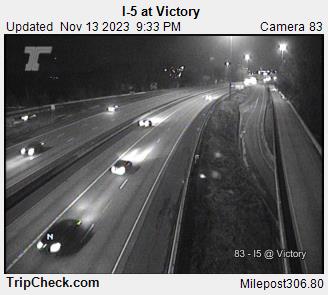 I-5 at Victory
Updated Nov 13 2023 9:33 PM Camera 83
T
N
83 - I5 @ Victory
TripCheck.com Milepost306.80